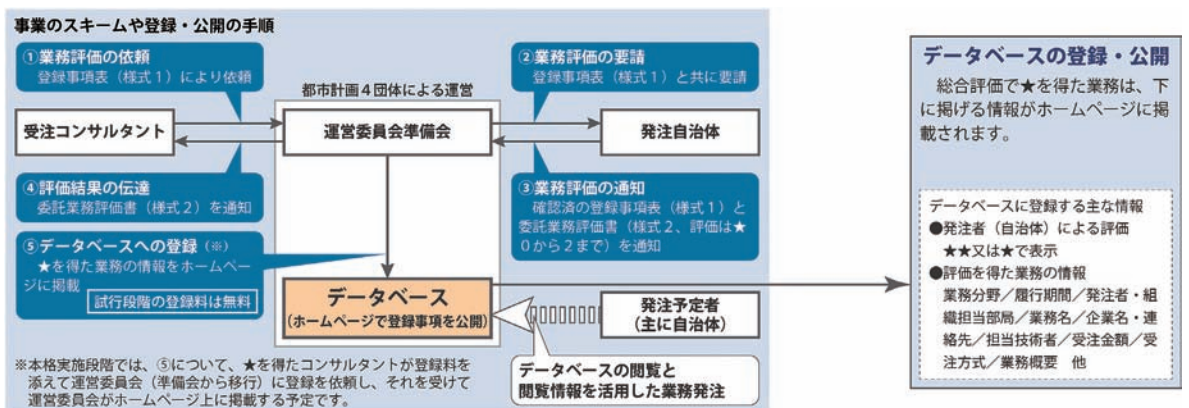 事業のスキームや登録・公開の手順
①業務評価の依頼
登録事項表（様式１）により依頼
②業務評価の要請
登録事項表（様式１）と共に要請
都市計画４団体による運営
受注コンサルタント
運営委員会準備会
発注自治体
④評価結果の伝達
委託業務評価書（様式２）を通知
③業務評価の通知
確認済の登録事項表（様式１）と
委託業務評価書（様式２、評価は★
０から２まで）を通知
⑤データベースへの登録（※）
★を得た業務の情報をホームペー
ジに掲載
試行段階の登録料は無料
データベース
（ホームページで登録事項を公開）
発注予定者
（主に自治体）
データベースの閲覧と
閲覧情報を活用した業務発注
※本格実施段階では、⑤について、★を得たコンサルタントが登録料を
添えて運営委員会（準備会から移行）に登録を依頼し、それを受けて
運営委員会がホームページ上に掲載する予定です。
データベースの登録・公開
総合評価で★を得た業務は、下
に掲げる情報がホームページに掲
載されます。
データベースに登録する主な情報
●発注者（自治体）による評価
★★又は★で表示
●評価を得た業務の情報
業務分野／履行期間／発注者・組
織担当部局／業務名／企業名・連
絡先／担当技術者／受注金額／受
注方式／業務概要　他